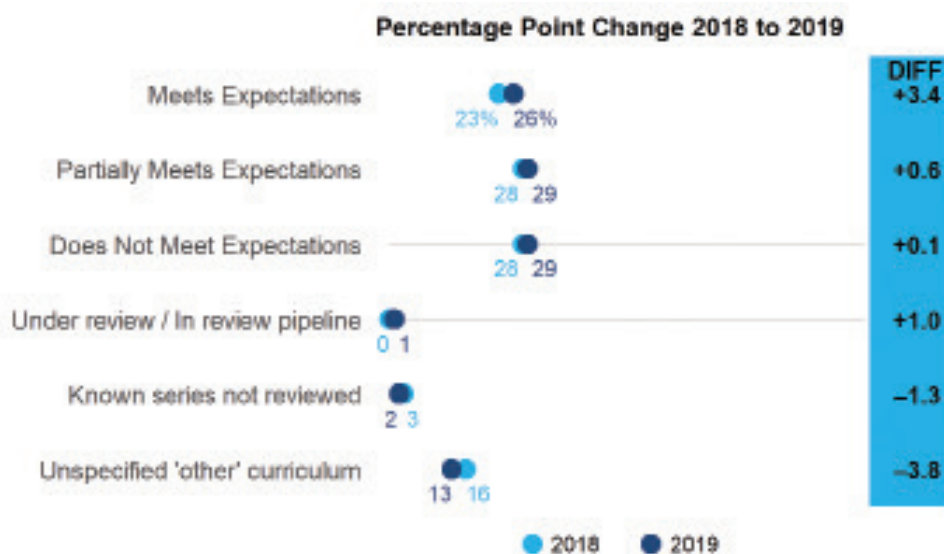 Percentage Point Change 2018 to 2019
DIFF
Meets Expectations
23% 26%
+3.4
Partially Meets Expectations
28 29
+0.6
Does Not Meet Expectations
28 29
+0.1
Under review / In review pipeline
0 1
+1.0
Known series not reviewed
2 3
–1.3
Unspecified 'other' curriculum
13 16
–3.8
2018 2019